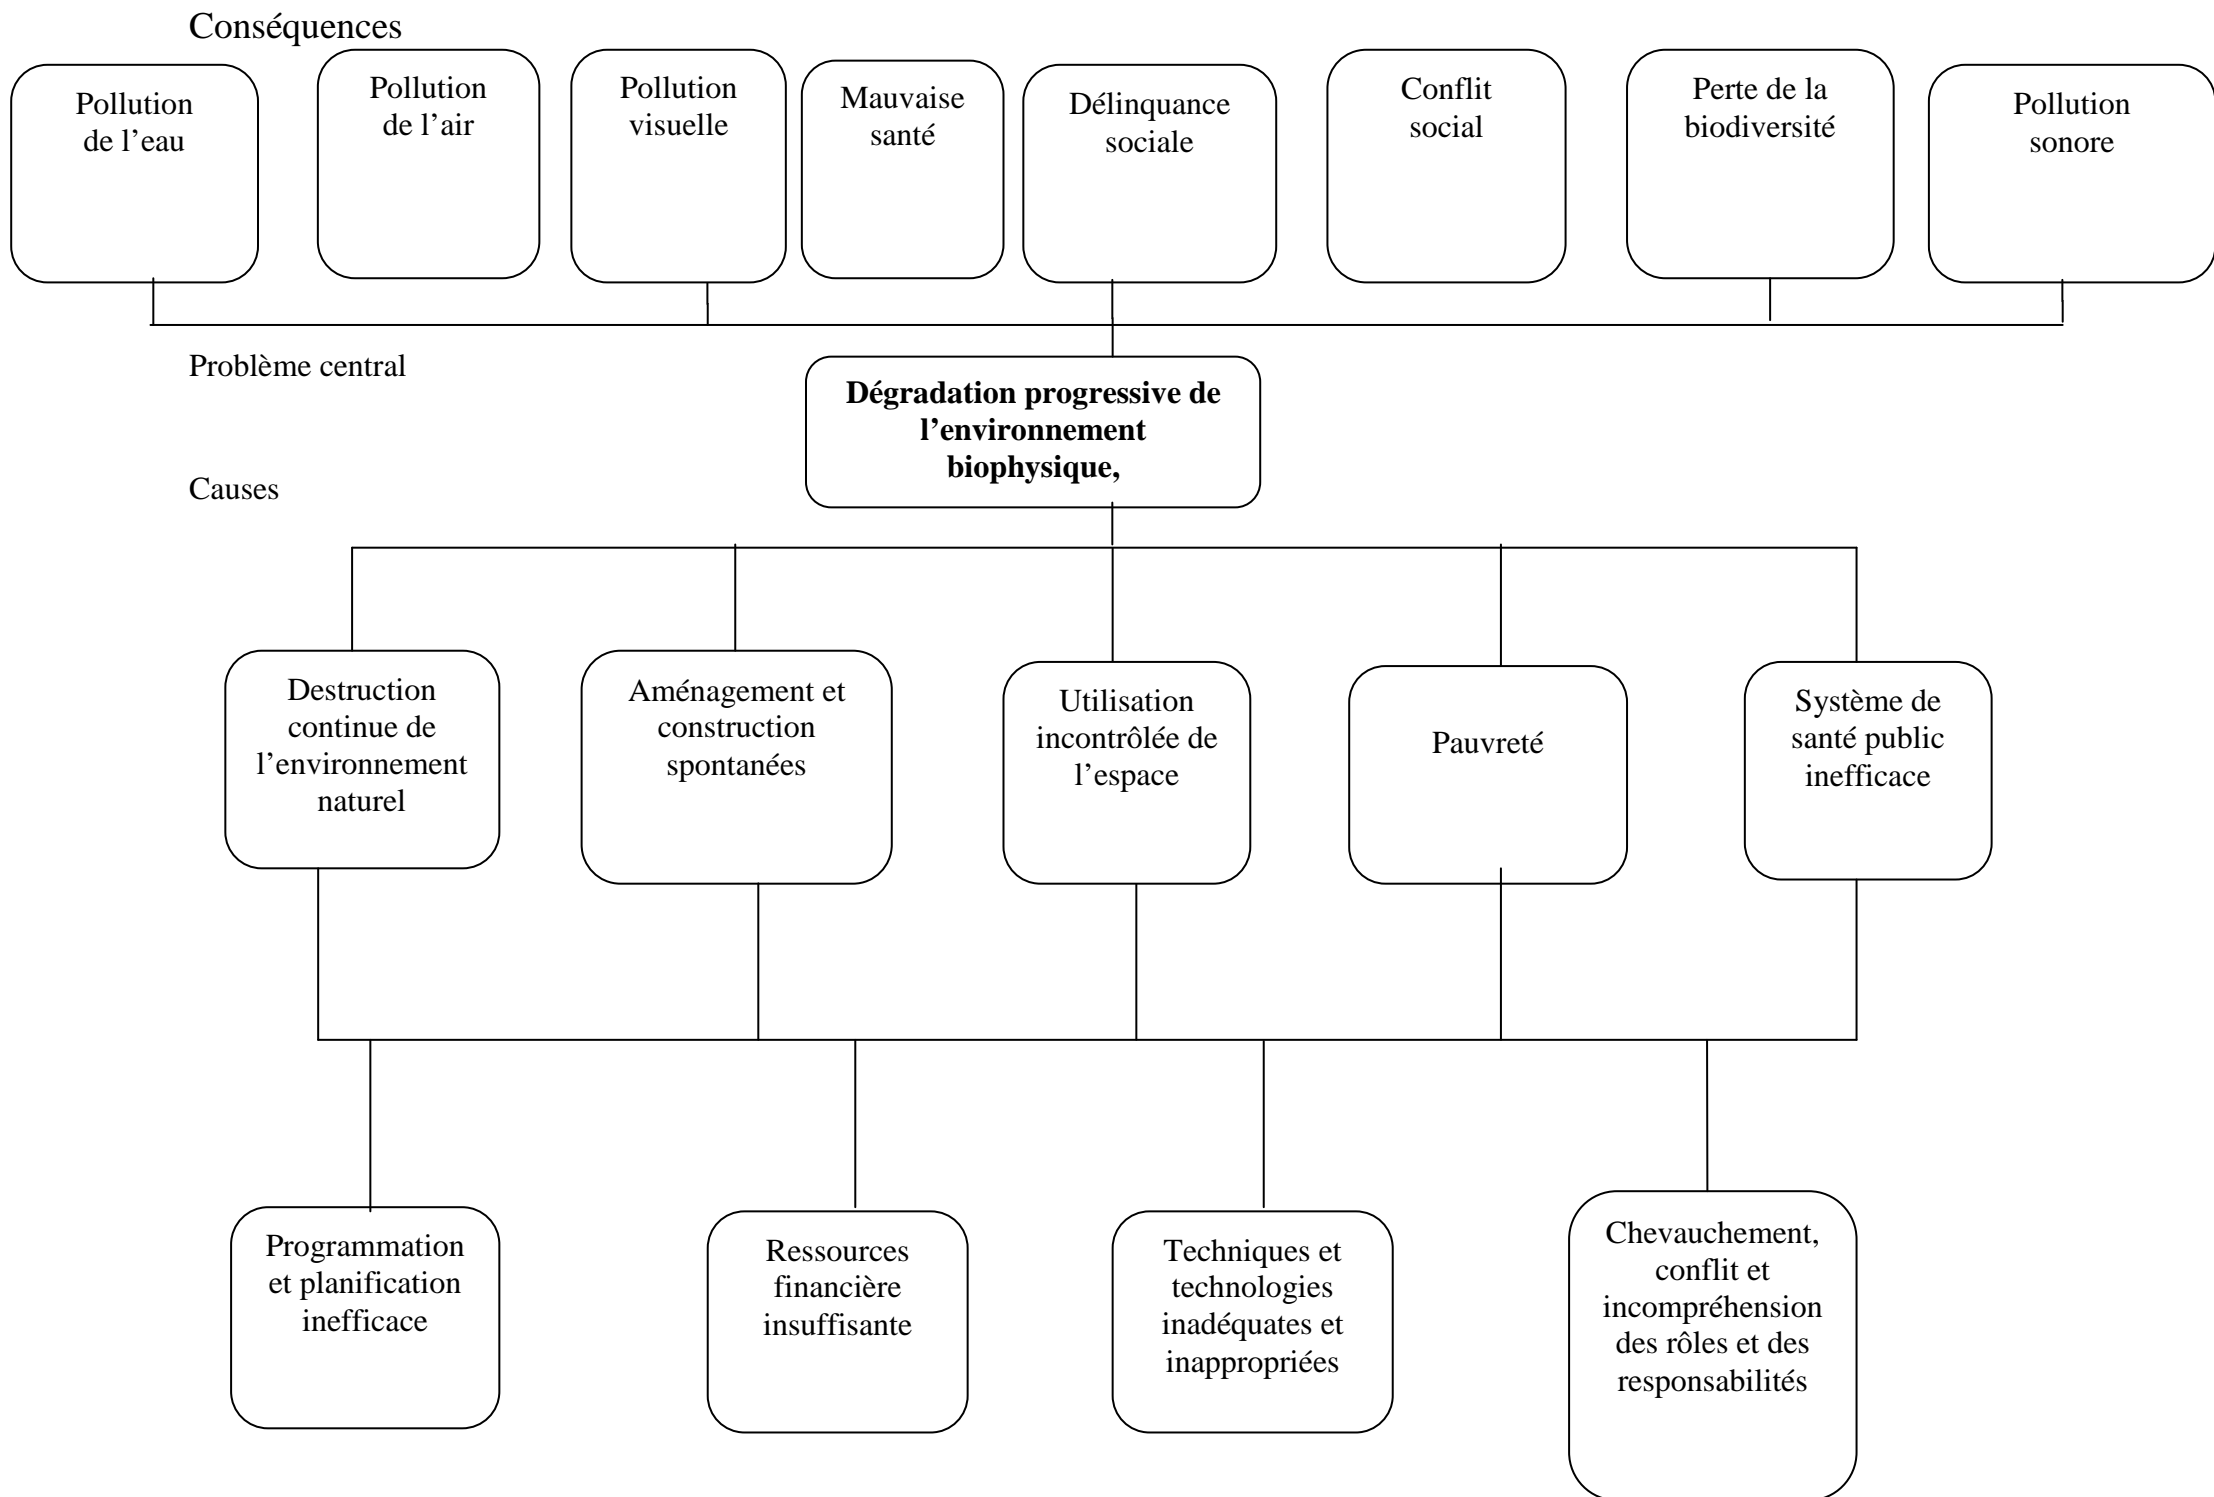 Conséquences
Pollution
de l’eau
Pollution
de l’air
Pollution
visuelle
Mauvaise
santé
Délinquance
sociale
Conflit
social
Perte de la
biodiversité
Pollution
sonore
Problème central
Dégradation progressive de
l’environnement
biophysique,
Causes
Destruction
continue de
l’environnement
naturel
Aménagement et
construction
spontanées
Utilisation
incontrôlée de
l’espace
Pauvreté
Système de
santé public
inefficace
Programmation
et planification
inefficace
Ressources
financière
insuffisante
Techniques et
technologies
inadéquates et
inappropriées
Chevauchement,
conflit et
incompréhension
des rôles et des
responsabilités